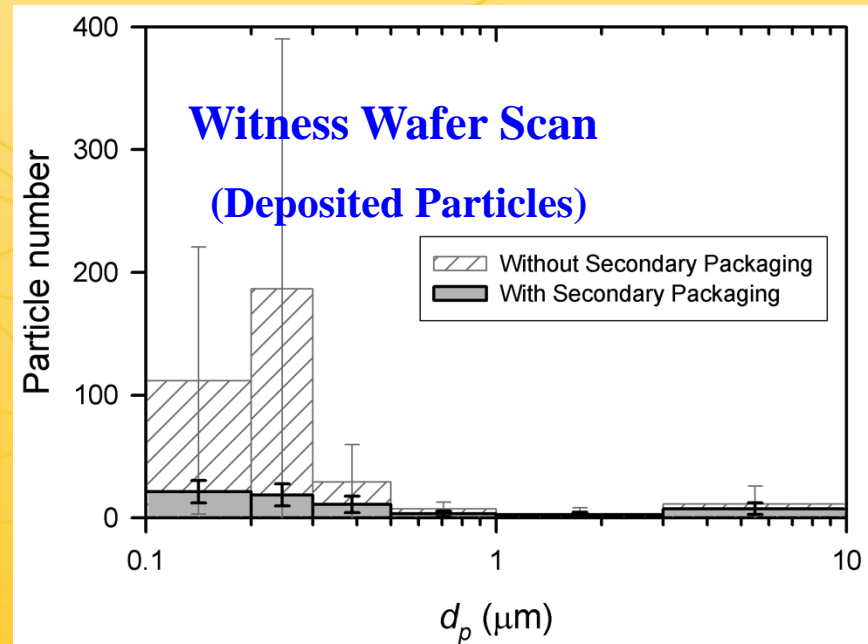 Witness Wafer Scan
(Deposited Particles)
Without Secondary Packaging
With Secondary Packaging
Particle number
400
300
200
100
0
0.1
1
10
d_p (μm)